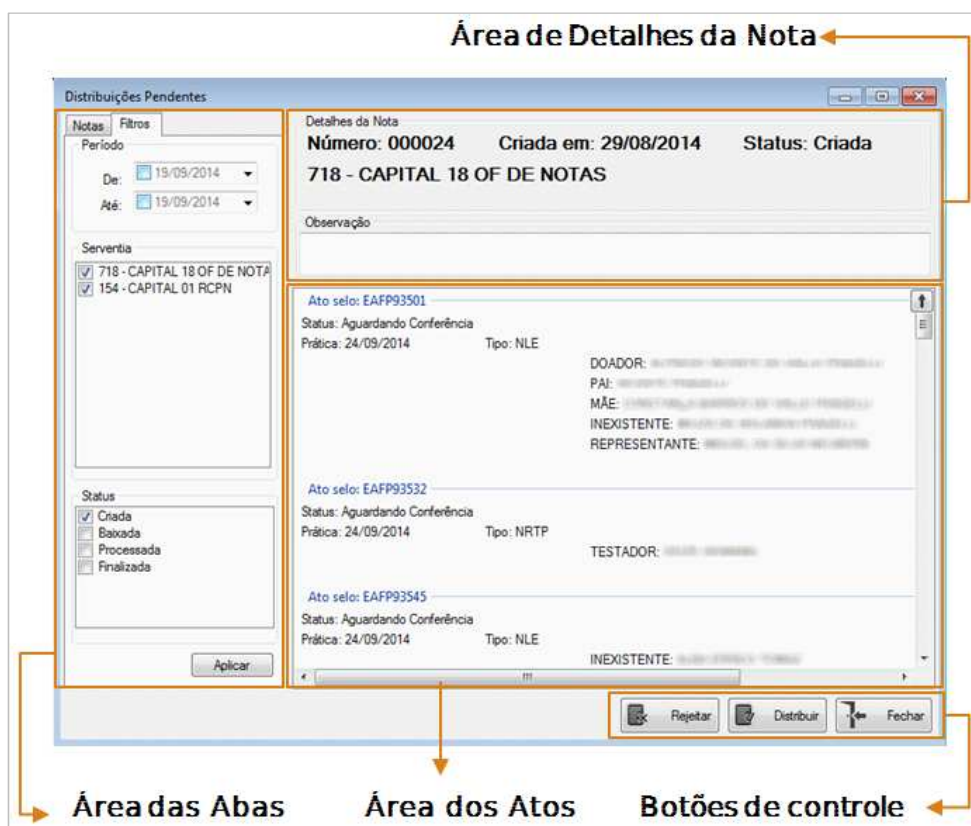 Área de Detalhes da Nota
Distribuições Pendentes
Notas Filtros
Período
De: 19/09/2014
Até: 19/09/2014
Serventia
718 - CAPITAL 18 OF DE NOTA
154 - CAPITAL 01 RCPN
Status
Criada
Baixada
Processada
Finalizada
Aplicar
Detalhes da Nota
Número: 000024 Criada em: 29/08/2014 Status: Criada
718 - CAPITAL 18 OF DE NOTAS
Observação
Ato selo: EAFP93501
Status: Aguardando Conferência
Prática: 24/09/2014 Tipo: NLE
DOADOR:
PAI:
MÃE:
INEXISTENTE:
REPRESENTANTE:
Ato selo: EAFP93532
Status: Aguardando Conferência
Prática: 24/09/2014 Tipo: NRTP
TESTADOR:
Ato selo: EAFP93545
Status: Aguardando Conferência
Prática: 24/09/2014 Tipo: NLE
INEXISTENTE:
Rejeitar Distribuir Fechar
Área das Abas Área dos Atos Botões de controle